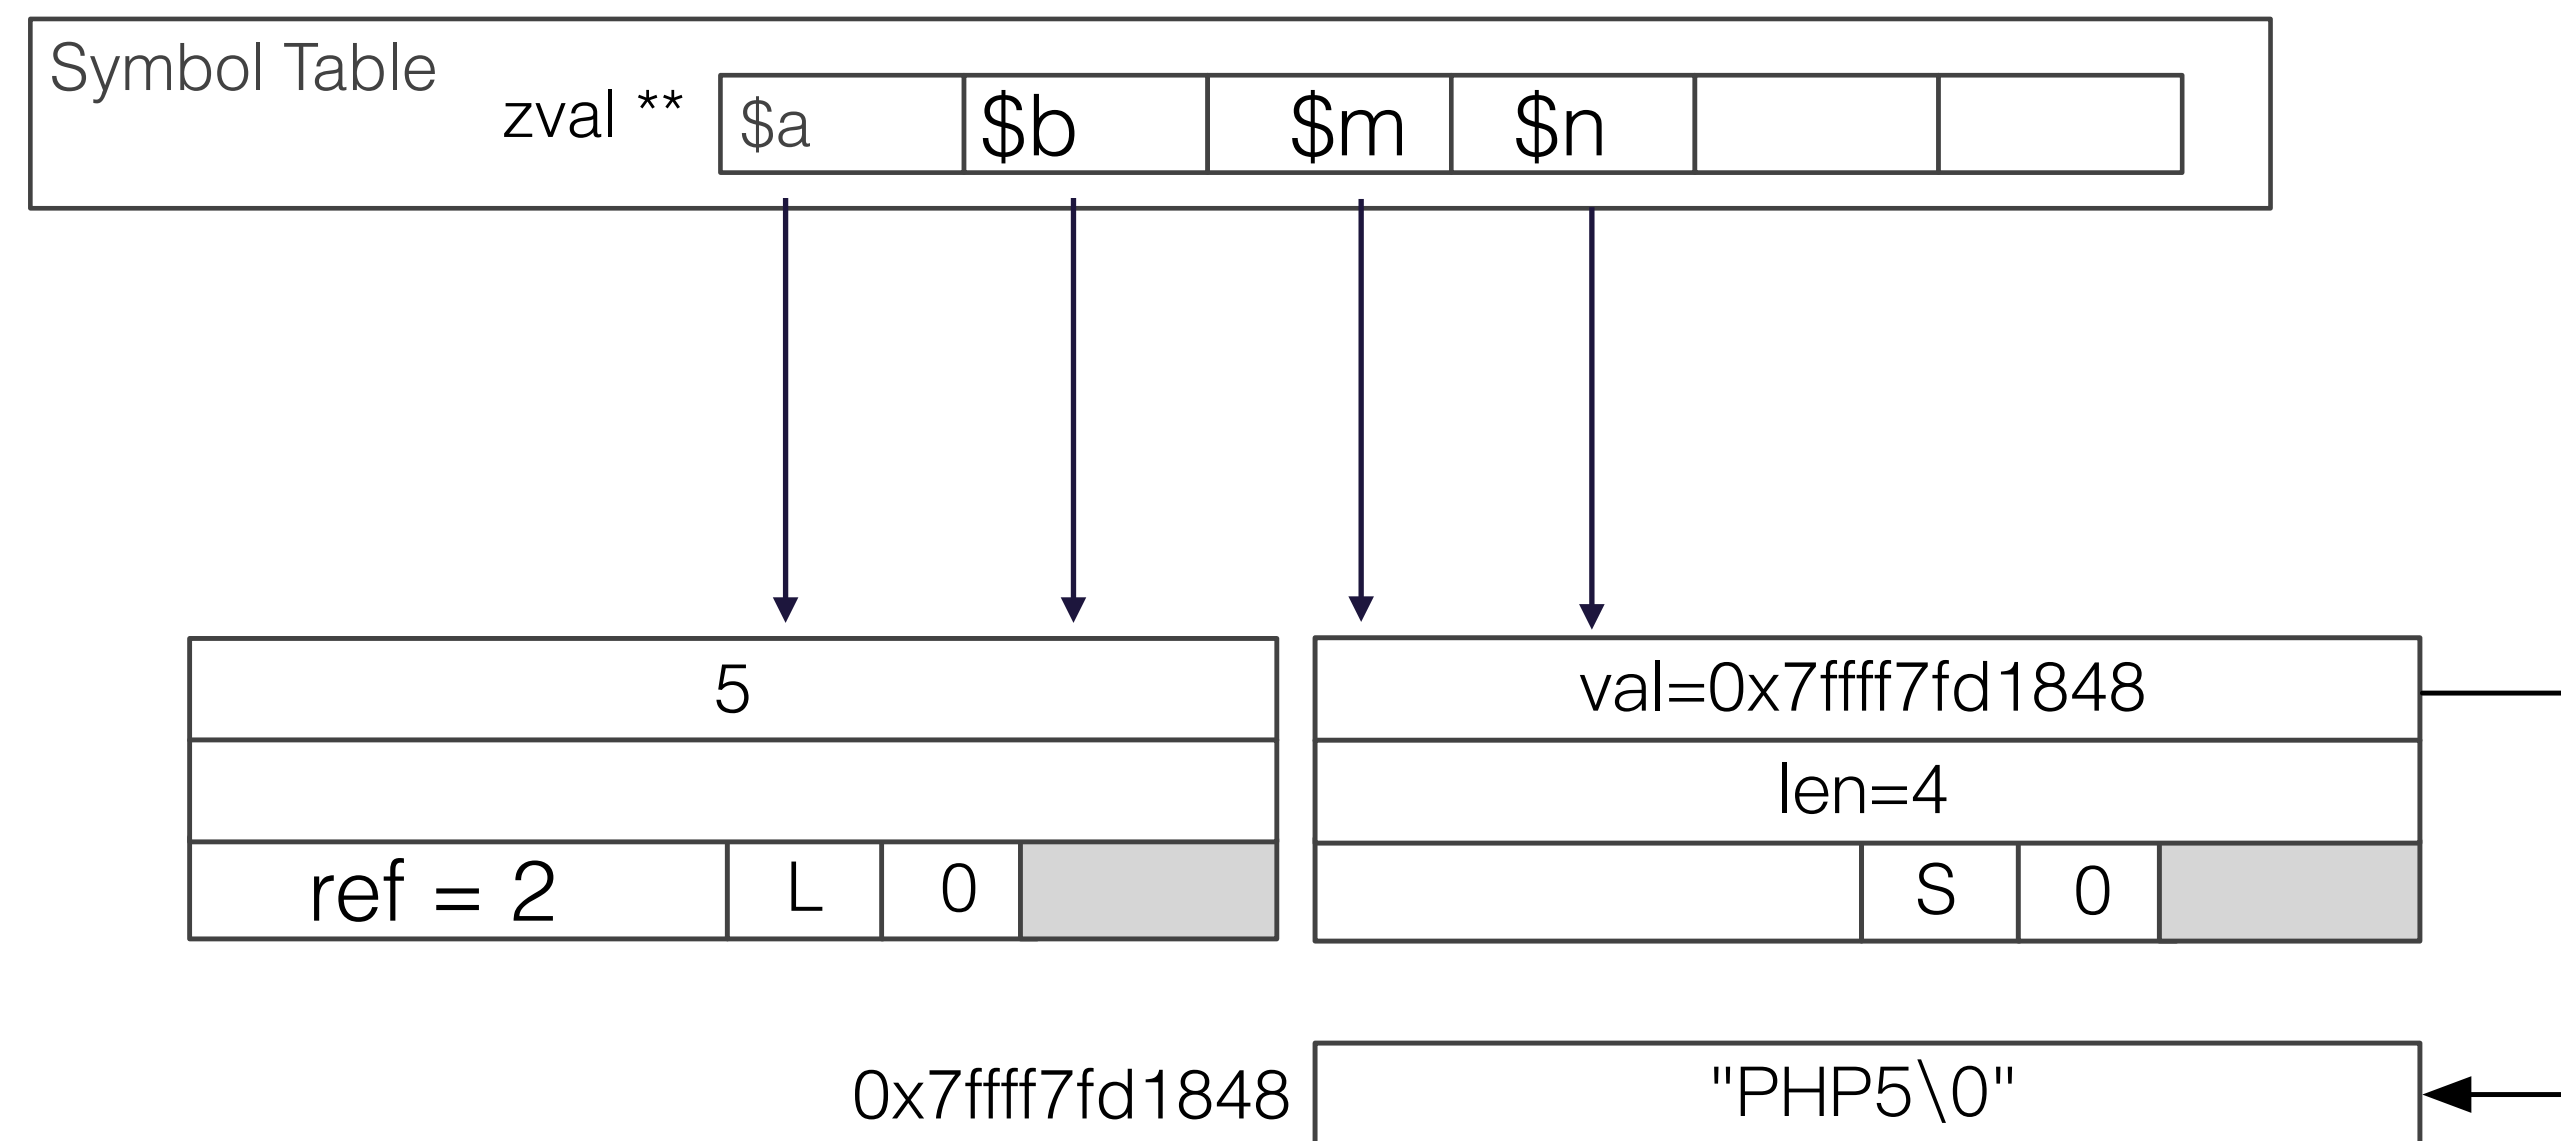 Symbol Table
zval ** $a $b $m $n
5
val=0x7ffff7fd1848
len=4
ref = 2 L 0
S 0
0x7ffff7fd1848
"PHP5\0"